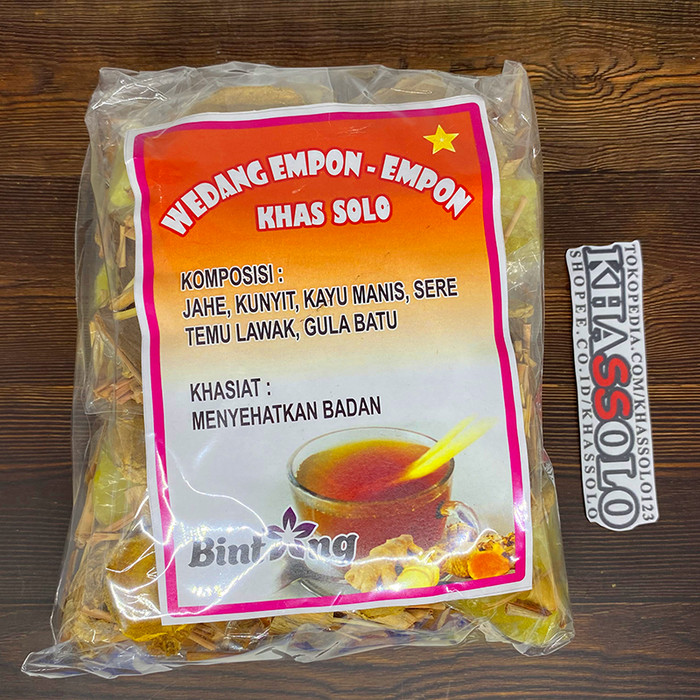 WEDANG EMPON - EMPON
KHAS SOLO
KOMPOSISI :
JAHE, KUNYIT, KAYU MANIS, SERE
TEMU LAWAK, GULA BATU
KHASIAT :
MENYEHATKAN BADAN
Bintang
TOKOPEDIA.COM/KHASSOLO123
KHASSOLO
SHOPEE.CO.ID/KHASSOLO